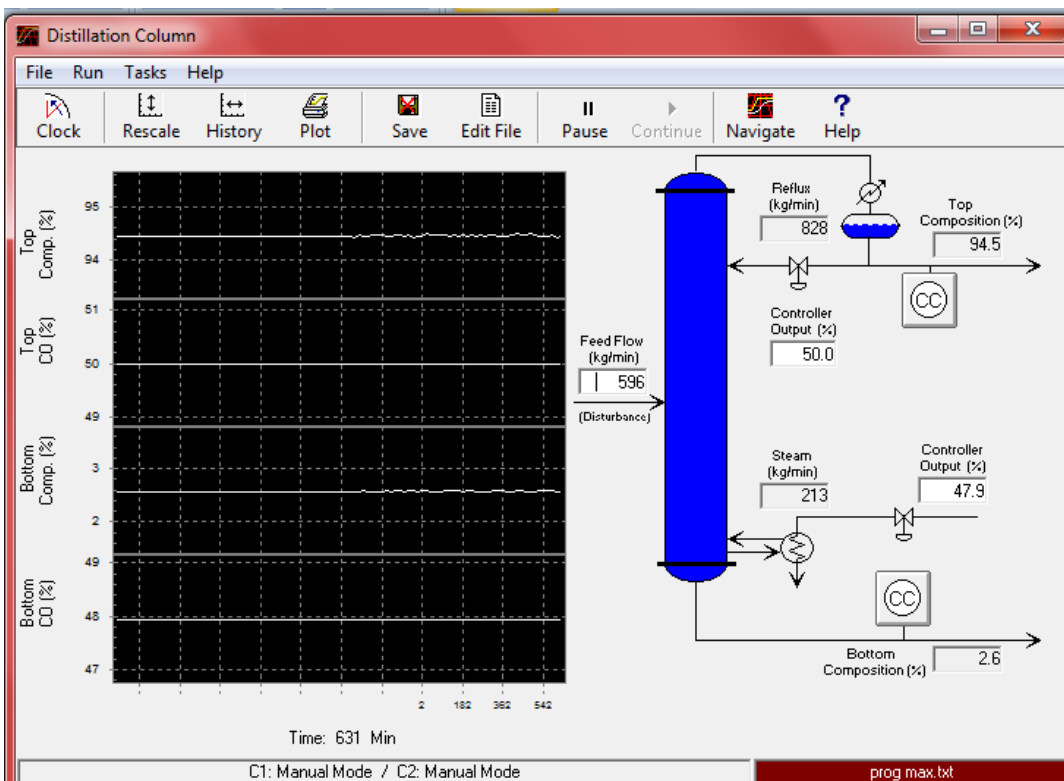 Distillation Column
File Run Tasks Help
Clock Rescale History Plot Save Edit File Pause Continue Navigate Help
Top
Comp. (%)
95
94
Top
CO (%)
51
50
49
Bottom
Comp. (%)
3
2
Bottom
CO (%)
49
48
47
2 182 362 542
Time: 631 Min
Feed Flow
(kg/min)
596
(Disturbance)
Reflux
(kg/min)
828
Top
Composition (%)
94.5
CC
Controller
Output (%)
50.0
Steam
(kg/min)
213
Controller
Output (%)
47.9
CC
Bottom
Composition (%)
2.6
C1: Manual Mode / C2: Manual Mode
prog max.txt